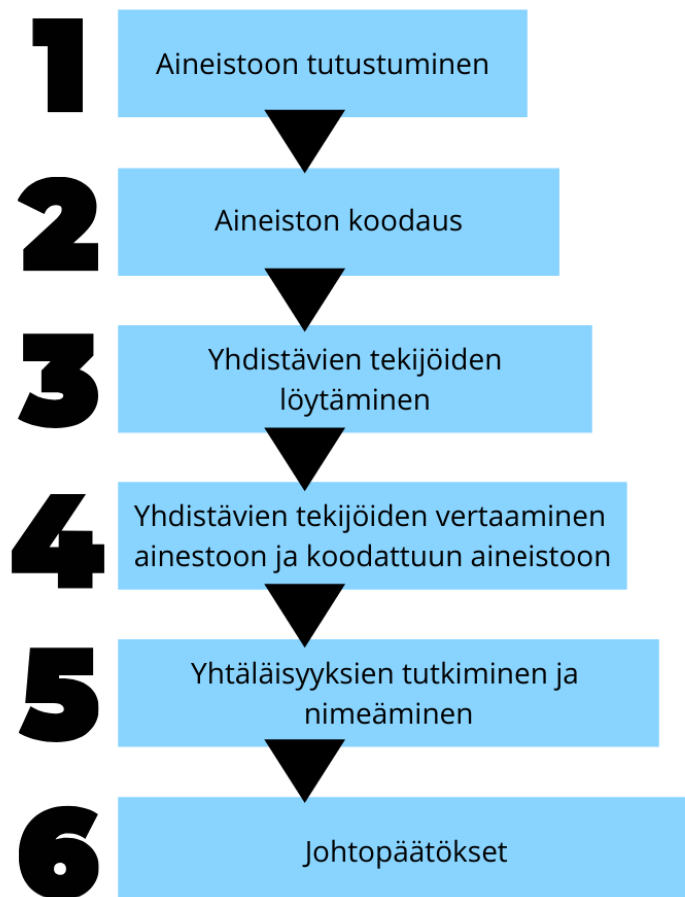 1
Aineistoon tutustuminen
2
Aineiston koodaus
3
Yhdistävien tekijöiden
löytäminen
4
Yhdistävien tekijöiden vertaaminen
ainestoon ja koodattuun aineistoon
5
Yhtäläisyyksien tutkiminen ja
nimeäminen
6
Johtopäätökset